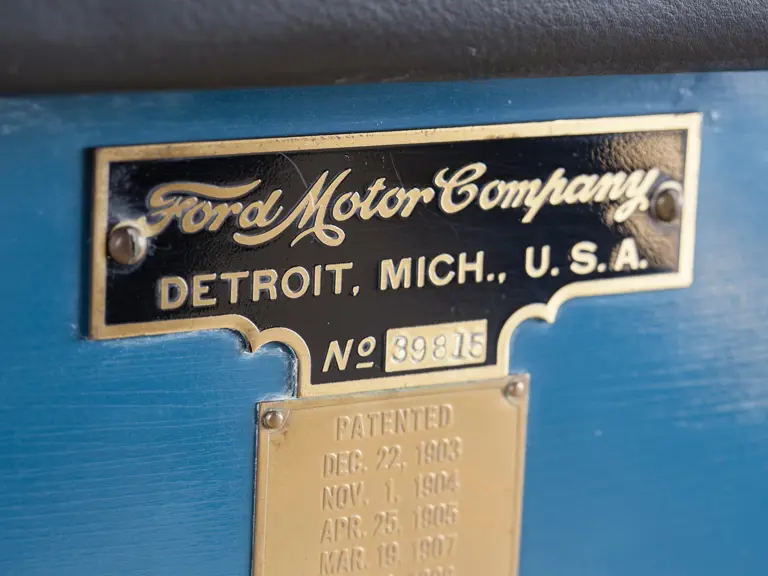 Ford Motor Company
DETROIT, MICH., U. S. A.
Nº 39815
PATENTED
DEC. 22, 1903
NOV. 1, 1904
APR. 25, 1905
MAR. 19, 1907